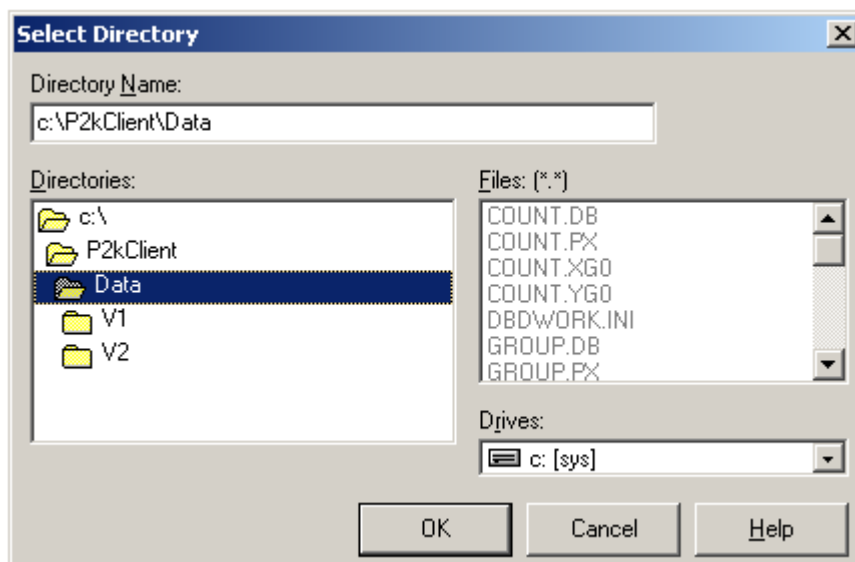 Select Directory
Directory Name:
c:\P2kClient\Data
Directories:
c:\
P2kClient
Data
V1
V2
Files: (*.*)
COUNT.DB
COUNT.PX
COUNT.XG0
COUNT.YG0
DBDWORK.INI
GROUP.DB
GROUP.PX
Drives:
c: [sys]
OK Cancel Help